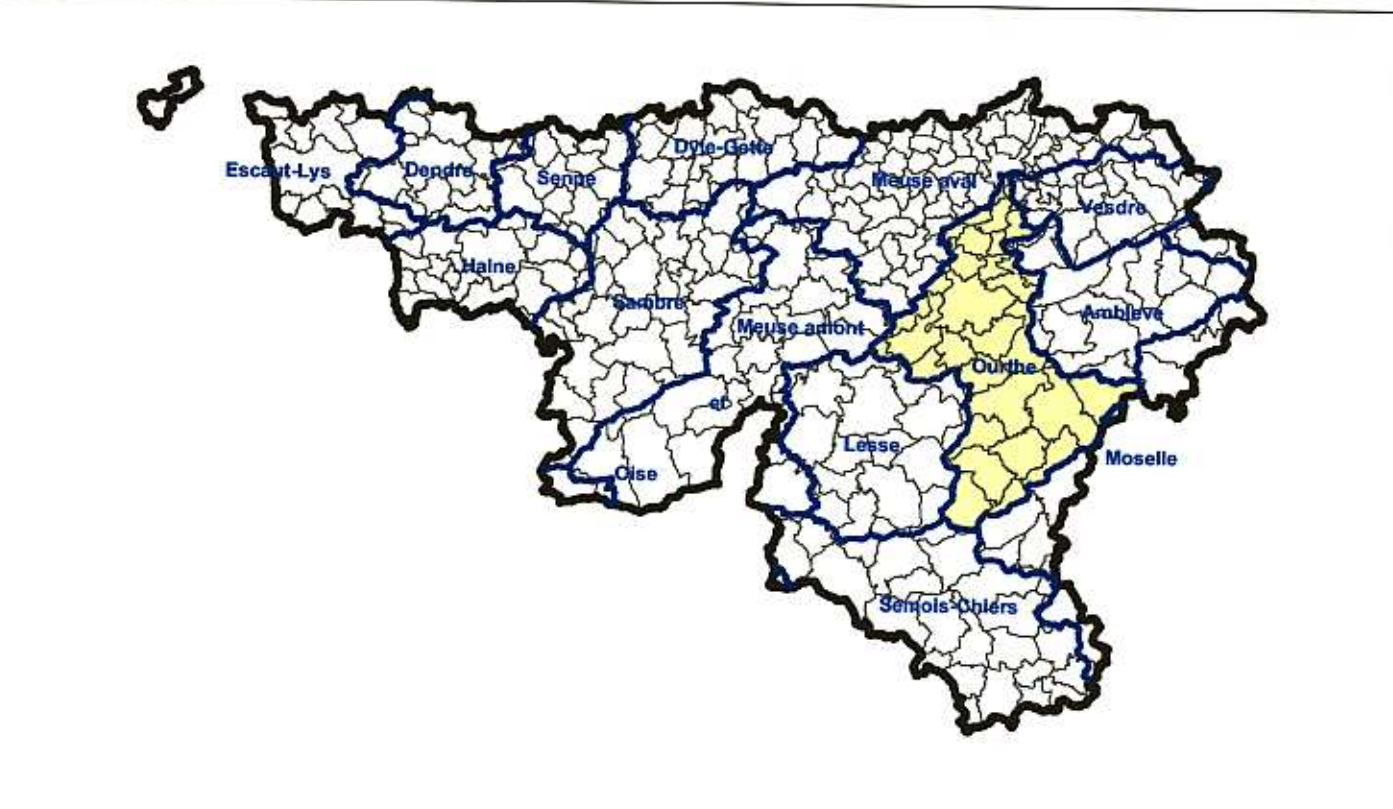 Escaut-Lys
Dendre
Senne
Dyle-Gette
Meuse aval
Vesdre
Haine
Sambre
Meuse amont
Amblève
Ourthe
et
Lesse
Oise
Moselle
Semois-Chiers